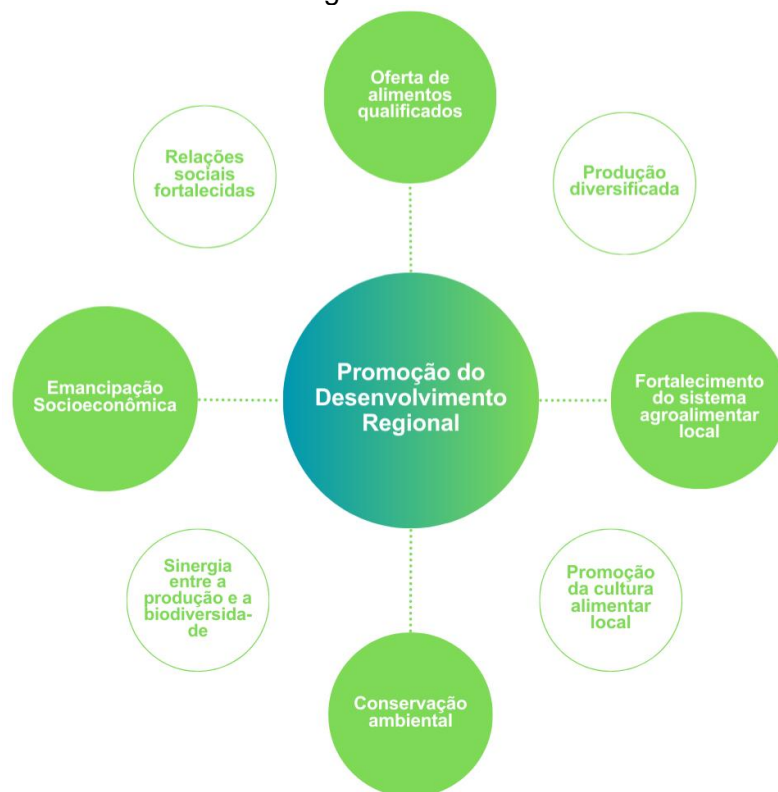 Oferta de
alimentos
qualificados
Relações
sociais
fortalecidas
Produção
diversificada
Emancipação
Socioeconômica
Promoção do
Desenvolvimento
Regional
Fortalecimento
do sistema
agroalimentar
local
Sinergia
entre a
produção e a
biodiversida-
de
Promoção
da cultura
alimentar
local
Conservação
ambiental